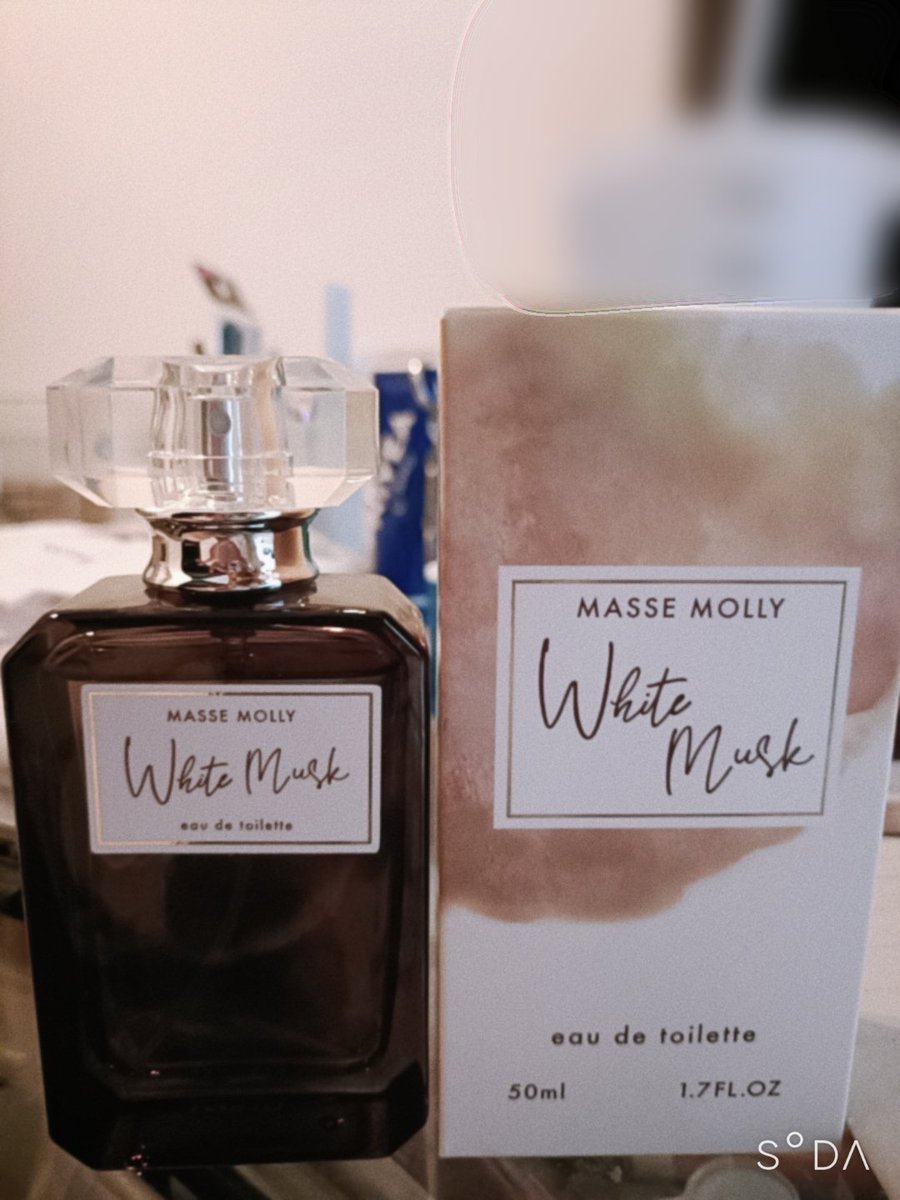 MASSE MOLLY
White Musk
eau de toilette
MASSE MOLLY
White
Musk
eau de toilette
50ml 1.7FL.OZ
SODA